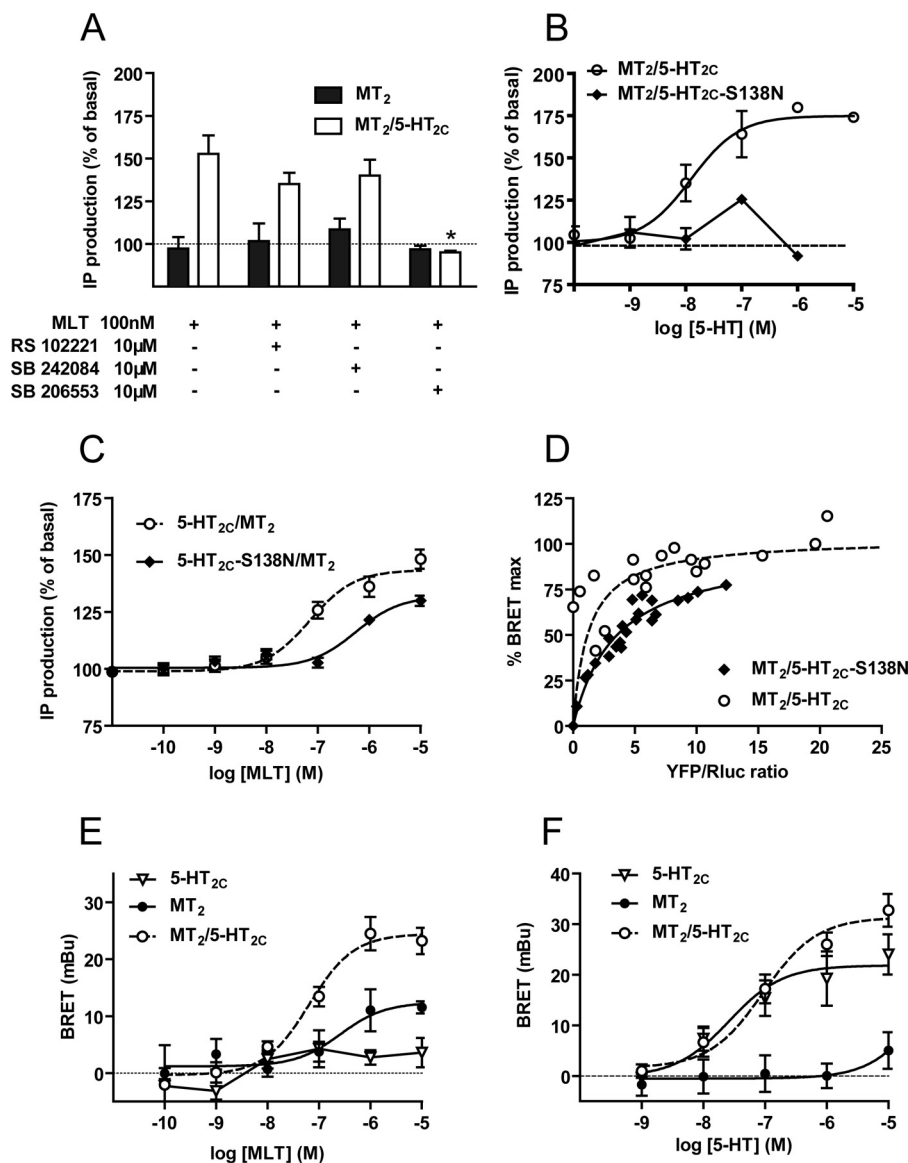 A
IP production (% of basal)
200
175
150
125
100
MT2
MT2/5-HT2C
*
MLT 100nM + + + +
RS 102221 10µM - + - -
SB 242084 10µM - - + -
SB 206553 10µM - - - +
B
MT2/5-HT2C
MT2/5-HT2C-S138N
IP production (% of basal)
200
175
150
125
100
75
-9 -8 -7 -6 -5
log [5-HT] (M)
C
IP production (% of basal)
175
150
125
100
75
5-HT2C/MT2
5-HT2C-S138N/MT2
-10 -9 -8 -7 -6 -5
log [MLT] (M)
D
% BRET max
125
100
75
50
25
0
MT2/5-HT2C-S138N
MT2/5-HT2C
0 5 10 15 20 25
YFP/Rluc ratio
E
5-HT2C
MT2
MT2/5-HT2C
BRET (mBu)
40
30
20
10
0
-10 -9 -8 -7 -6 -5
log [MLT] (M)
F
5-HT2C
MT2
MT2/5-HT2C
BRET (mBu)
40
30
20
10
0
-9 -8 -7 -6 -5
log [5-HT] (M)